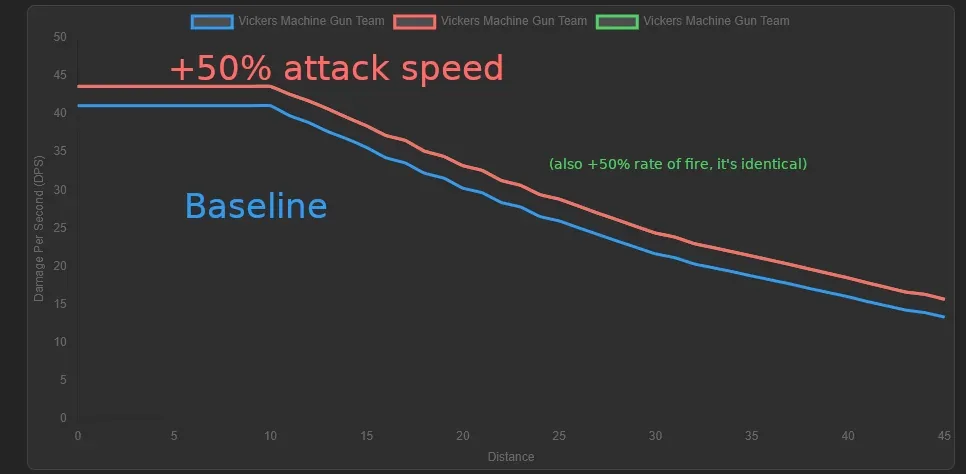 Vickers Machine Gun Team Vickers Machine Gun Team Vickers Machine Gun Team
50
45
40
35
30
25
20
15
10
5
0
Damage Per Second (DPS)
+50% attack speed
(also +50% rate of fire, it's identical)
Baseline
0 5 10 15 20 25 30 35 40 45
Distance